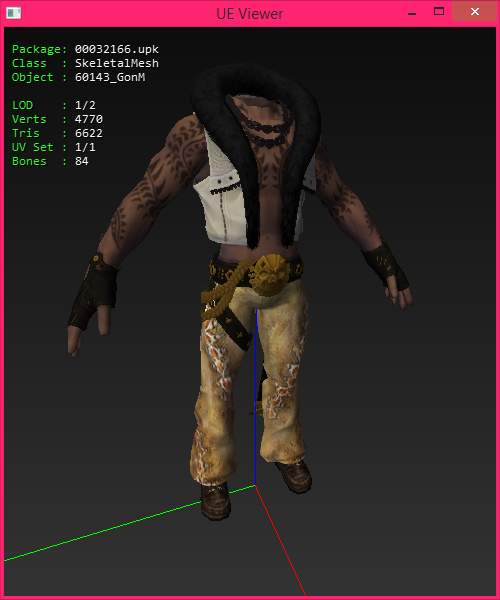 UE Viewer
Package: 00032166.upk
Class : SkeletalMesh
Object : 60143_GonM
LOD : 1/2
Verts : 4770
Tris : 6622
UV Set : 1/1
Bones : 84